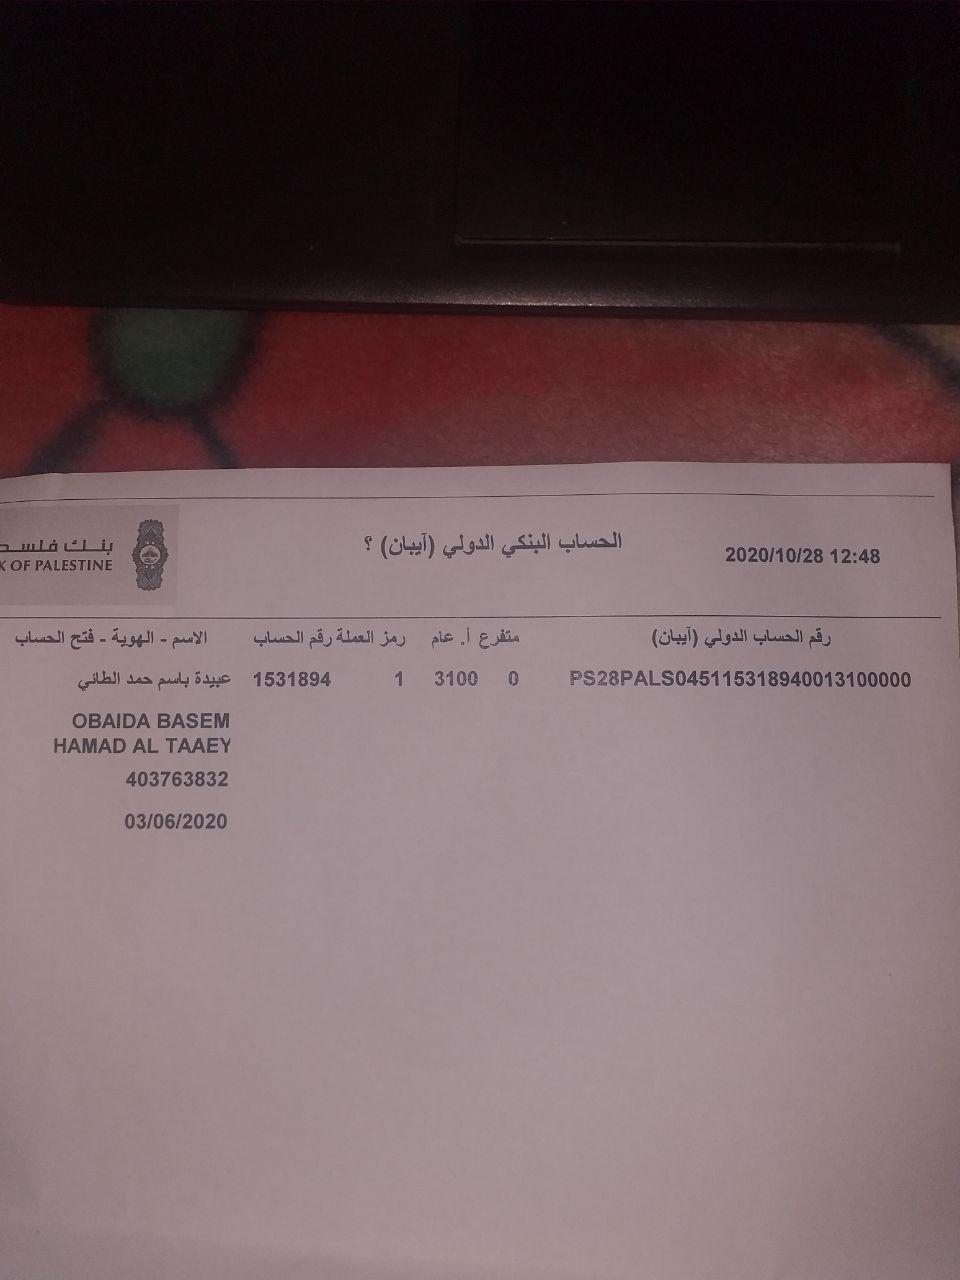 بنك فلسط
K OF PALESTINE
الحساب البنكي الدولي (آيبان) ؟
2020/10/28 12:48
الاسم - الهوية - فتح الحساب رقم الحساب رمز العملة أ. عام متفرع رقم الحساب الدولي (آيبان)
عبيدة باسم حمد الطائي 1531894 1 3100 0 PS28PALS045115318940013100000
OBAIDA BASEM
HAMAD AL TAAEY
403763832
03/06/2020